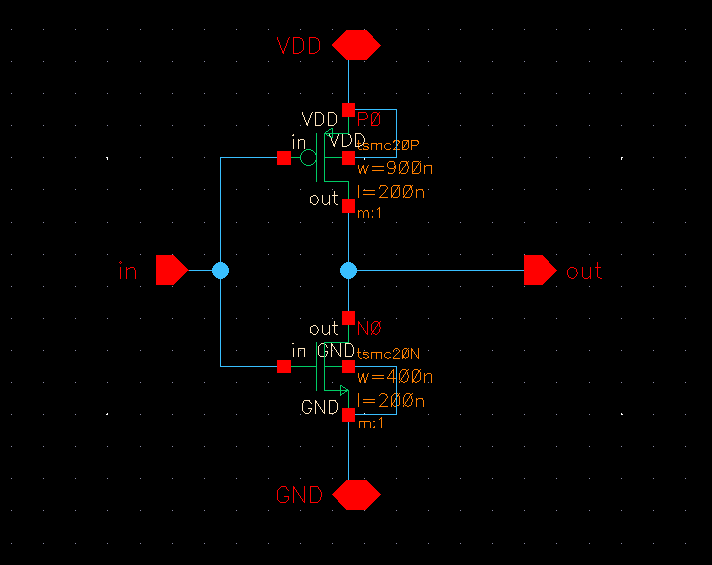 VDD
VDD
P0
in
VDD
tsmc20P
w=900n
out
l=200n
m:1
in
out
out
N0
in
GND
tsmc20N
w=400n
GND
l=200n
m:1
GND